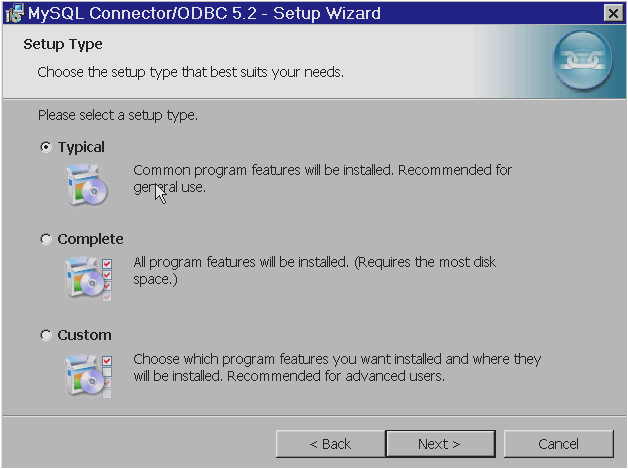 MySQL Connector/ODBC 5.2 - Setup Wizard
Setup Type
Choose the setup type that best suits your needs.
Please select a setup type.
Typical
Common program features will be installed. Recommended for
general use.
Complete
All program features will be installed. (Requires the most disk
space.)
Custom
Choose which program features you want installed and where they
will be installed. Recommended for advanced users.
< Back
Next >
Cancel